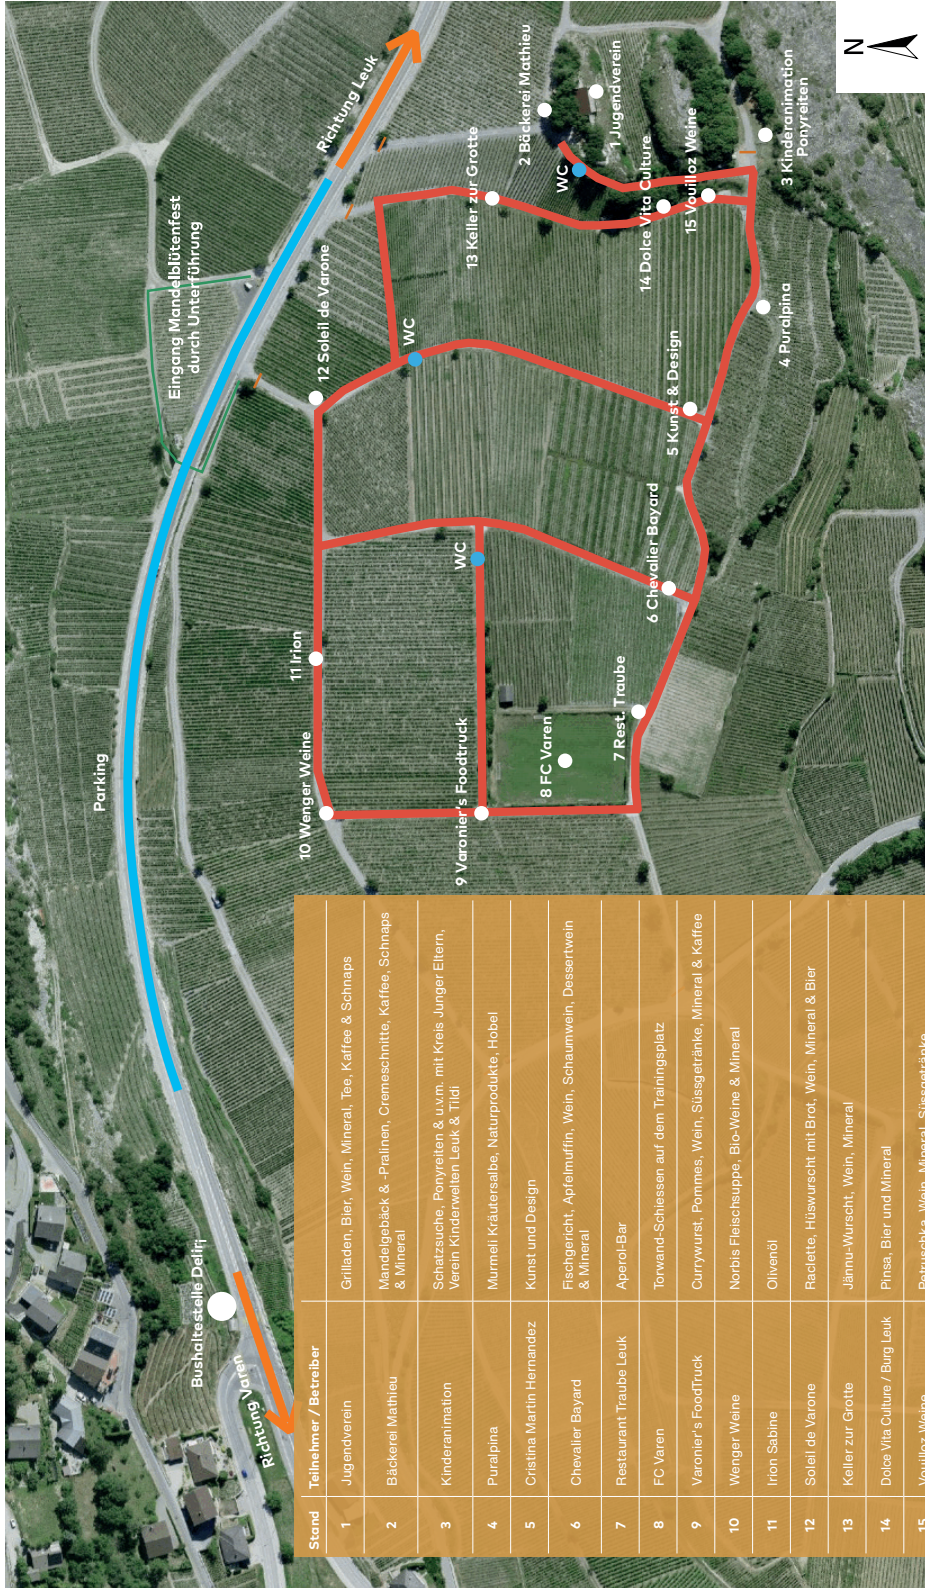 Richtung Leuk
N
2 Bäckerei Mathieu
1 Jugendverein
3 Kinderanimation
Ponyreiten
WC
13 Keller zur Grotte
14 Dolce Vita Culture
15 Vouilloz Weine
Eingang Mandelblütenfest
durch Unterführung
12 Soleil de Varone
WC
4 Puralpina
5 Kunst & Design
WC
6 Chevalier Bayard
11 Irion
7 Rest. Traube
8 FC Varen
Parking
10 Wenger Weine
9 Varonier's Foodtruck
Bushaltestelle
Richtung Varen
Stand Teilnehmer / Betreiber
1 Jugendverein Grilladen, Bier, Wein, Mineral, Tee, Kaffee & Schnaps
2 Bäckerei Mathieu Mandelgebäck & -Pralinen, Cremeschnitte, Kaffee, Schnaps
& Mineral
3 Kinderanimation Schatzsuche, Ponyreiten & u.v.m. mit Kreis Junger Eltern,
Verein Kinderwelten Leuk & Tildi
4 Puralpina Murmeli Kräutersalbe, Naturprodukte, Hobel
5 Cristina Martin Hernandez Kunst und Design
6 Chevalier Bayard Fischgericht, Apfelmuffin, Wein, Schaumwein, Dessertwein
& Mineral
7 Restaurant Traube Leuk Aperol-Bar
8 FC Varen Torwand-Schiessen auf dem Trainingsplatz
9 Varonier's FoodTruck Currywurst, Pommes, Wein, Süssgetränke, Mineral & Kaffee
10 Wenger Weine Norbis Fleischsuppe, Bio-Weine & Mineral
11 Irion Sabine Olivenöl
12 Soleil de Varone Raclette, Hüswurscht mit Brot, Wein, Mineral & Bier
13 Keller zur Grotte Jännu-Wurscht, Wein, Mineral
14 Dolce Vita Culture / Burg Leuk Pinsa, Bier und Mineral
15 Vouilloz Weine Petruschka, Wein, Mineral, Süssgetränke